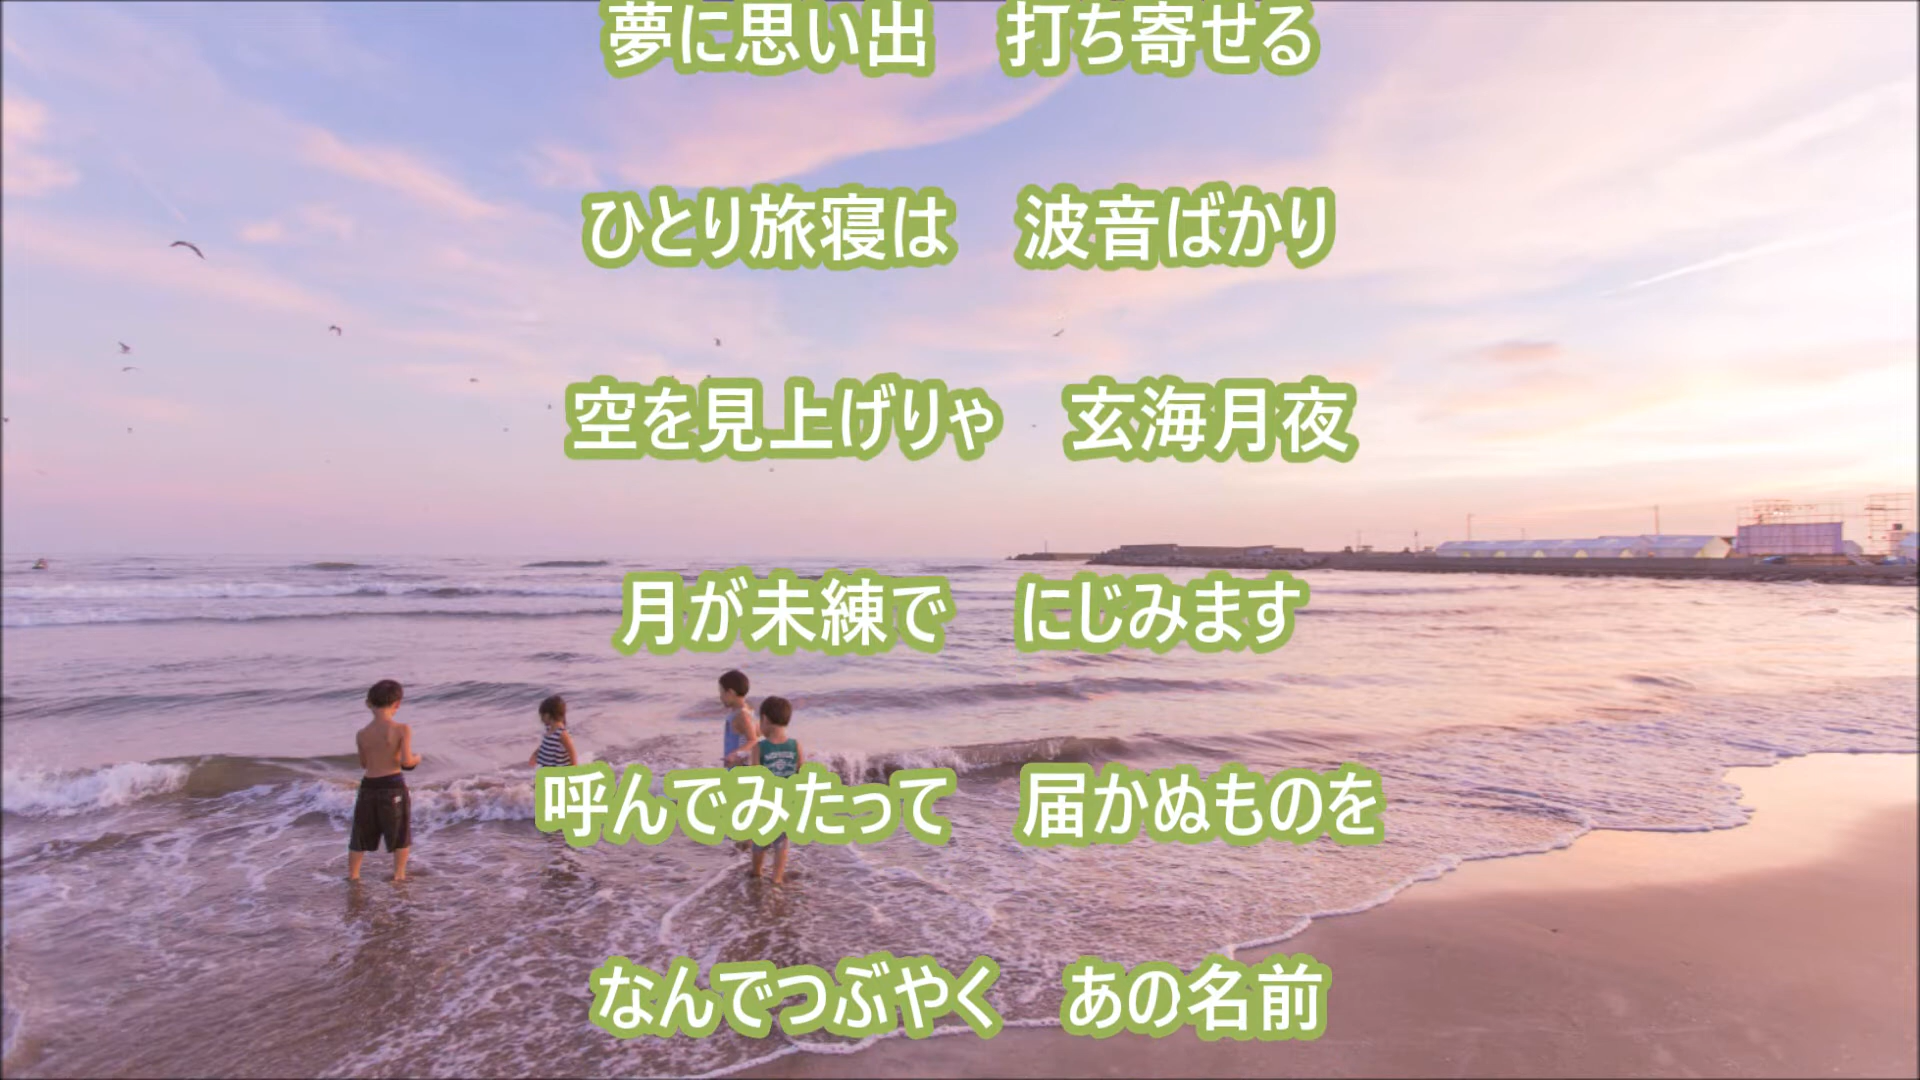 夢に思い出　打ち寄せる
ひとり旅寝は　波音ばかり
空を見上げりゃ　玄海月夜
月が未練で　にじみます
呼んでみたって　届かぬものを
なんでつぶやく　あの名前